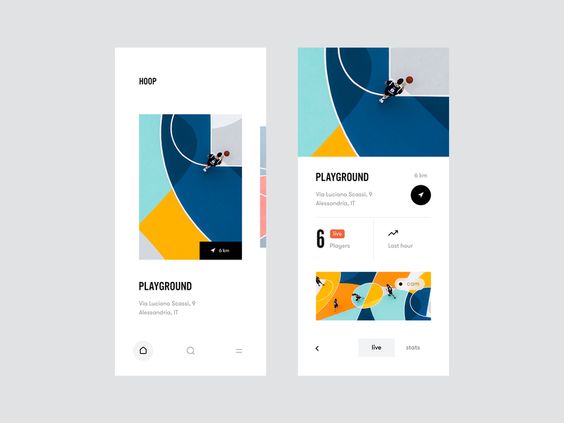 HOOP
6 km
PLAYGROUND
Via Luciano Scassi, 9
Alessandria, IT
PLAYGROUND
6 km
Via Luciano Scassi, 9
Alessandria, IT
6
live
Players
Last hour
cam
live
stats